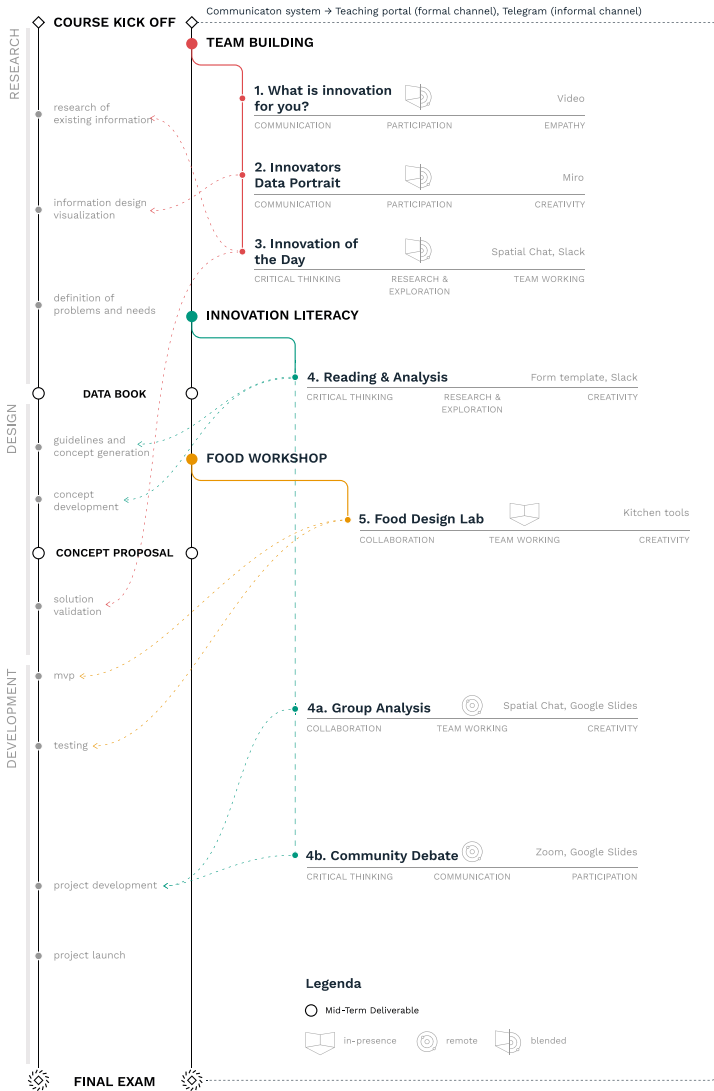 Communicaton system → Teaching portal (formal channel), Telegram (informal channel)
COURSE KICK OFF
TEAM BUILDING
RESEARCH
1. What is innovation
for you?
Video
COMMUNICATION PARTICIPATION EMPATHY
research of
existing information
2. Innovators
Data Portrait
Miro
COMMUNICATION PARTICIPATION CREATIVITY
information design
visualization
3. Innovation of
the Day
Spatial Chat, Slack
CRITICAL THINKING RESEARCH &
EXPLORATION
TEAM WORKING
definition of
problems and needs
INNOVATION LITERACY
4. Reading & Analysis
Form template, Slack
CRITICAL THINKING RESEARCH &
EXPLORATION
CREATIVITY
DATA BOOK
DESIGN
guidelines and
concept generation
FOOD WORKSHOP
concept
development
5. Food Design Lab
Kitchen tools
COLLABORATION TEAM WORKING CREATIVITY
CONCEPT PROPOSAL
solution
validation
DEVELOPMENT
mvp
4a. Group Analysis
Spatial Chat, Google Slides
COLLABORATION TEAM WORKING CREATIVITY
testing
4b. Community Debate
Zoom, Google Slides
CRITICAL THINKING COMMUNICATION PARTICIPATION
project development
project launch
Legenda
Mid-Term Deliverable
in-presence remote blended
FINAL EXAM